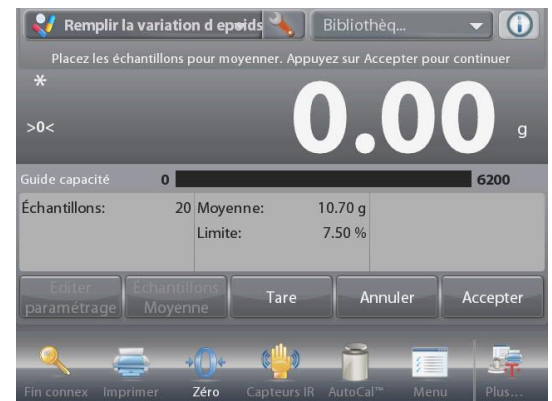 Remplir la variation d epoids Bibliothèq...
Placez les échantillons pour moyenner. Appuyez sur Accepter pour continuer
*
>0<
0.00 g
Guide capacité 0 6200
Échantillons: 20 Moyenne: 10.70 g
Limite: 7.50 %
Editer paramétrage Échantillons Moyenne Tare Annuler Accepter
Fin connex Imprimer Zéro Capteurs IR AutoCal™ Menu Plus...